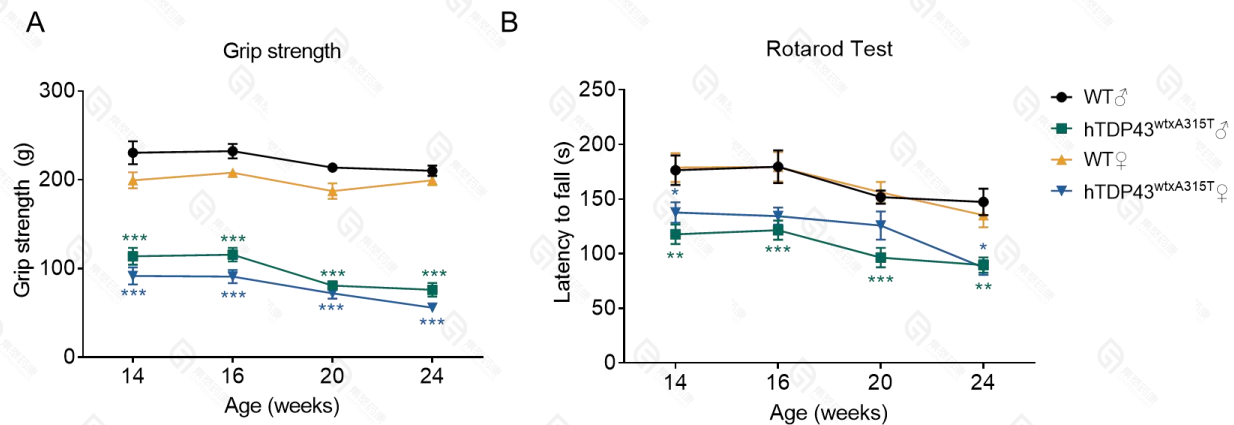 A
Grip strength
Grip strength (g)
300
200
100
0
***
***
***
***
***
***
***
***
14
16
20
24
Age (weeks)
B
Rotarod Test
Latency to fall (s)
250
200
150
100
50
0
*
*
**
***
***
**
14
16
20
24
Age (weeks)
WT♂
hTDP43wtxA315T♂
WT♀
hTDP43wtxA315T♀